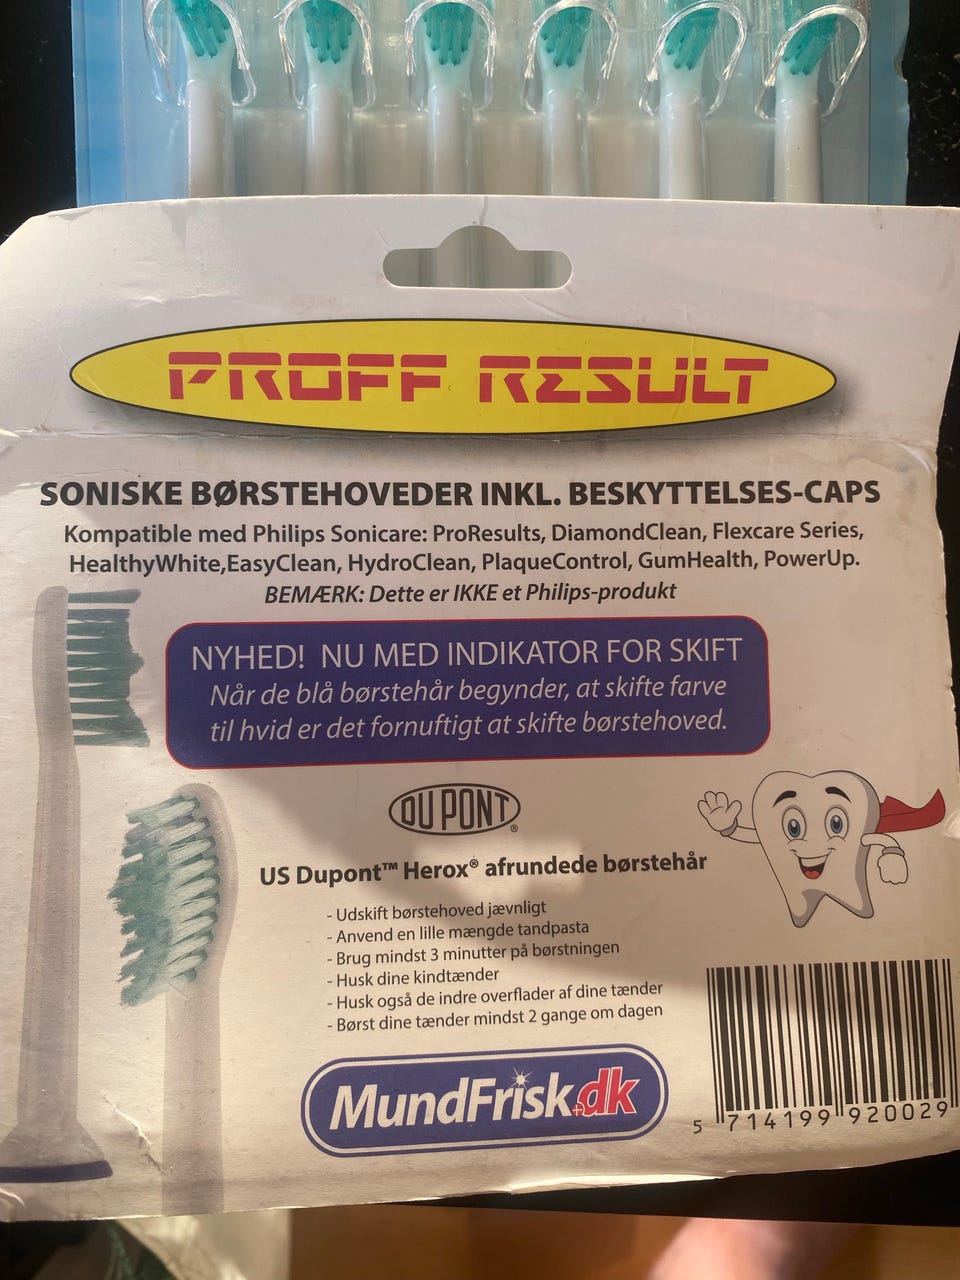 PROFF RESULT
SONISKE BØRSTEHOVEDER INKL. BESKYTTELSES-CAPS
Kompatible med Philips Sonicare: ProResults, DiamondClean, Flexcare Series,
HealthyWhite,EasyClean, HydroClean, PlaqueControl, GumHealth, PowerUp.
BEMÆRK: Dette er IKKE et Philips-produkt
NYHED! NU MED INDIKATOR FOR SKIFT
Når de blå børstehår begynder, at skifte farve
til hvid er det fornuftigt at skifte børstehoved.
DU PONT®
US Dupont™ Herox® afrundede børstehår
- Udskift børstehoved jævnligt
- Anvend en lille mængde tandpasta
- Brug mindst 3 minutter på børstningen
- Husk dine kindtænder
- Husk også de indre overflader af dine tænder
- Børst dine tænder mindst 2 gange om dagen
MundFrisk.dk
5 714199 920029